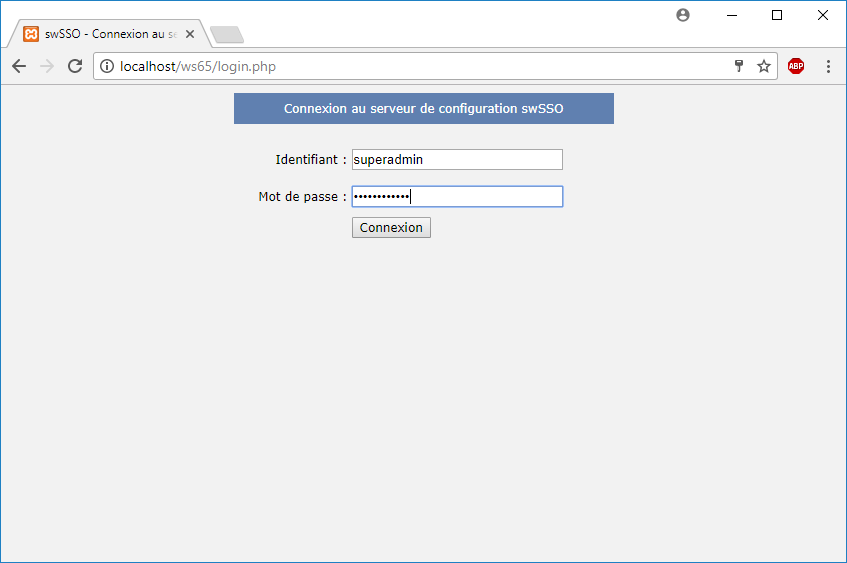 swSSO - Connexion au se
localhost/ws65/login.php
ABP
Connexion au serveur de configuration swSSO
Identifiant : superadmin
Mot de passe : ••••••••••••
Connexion